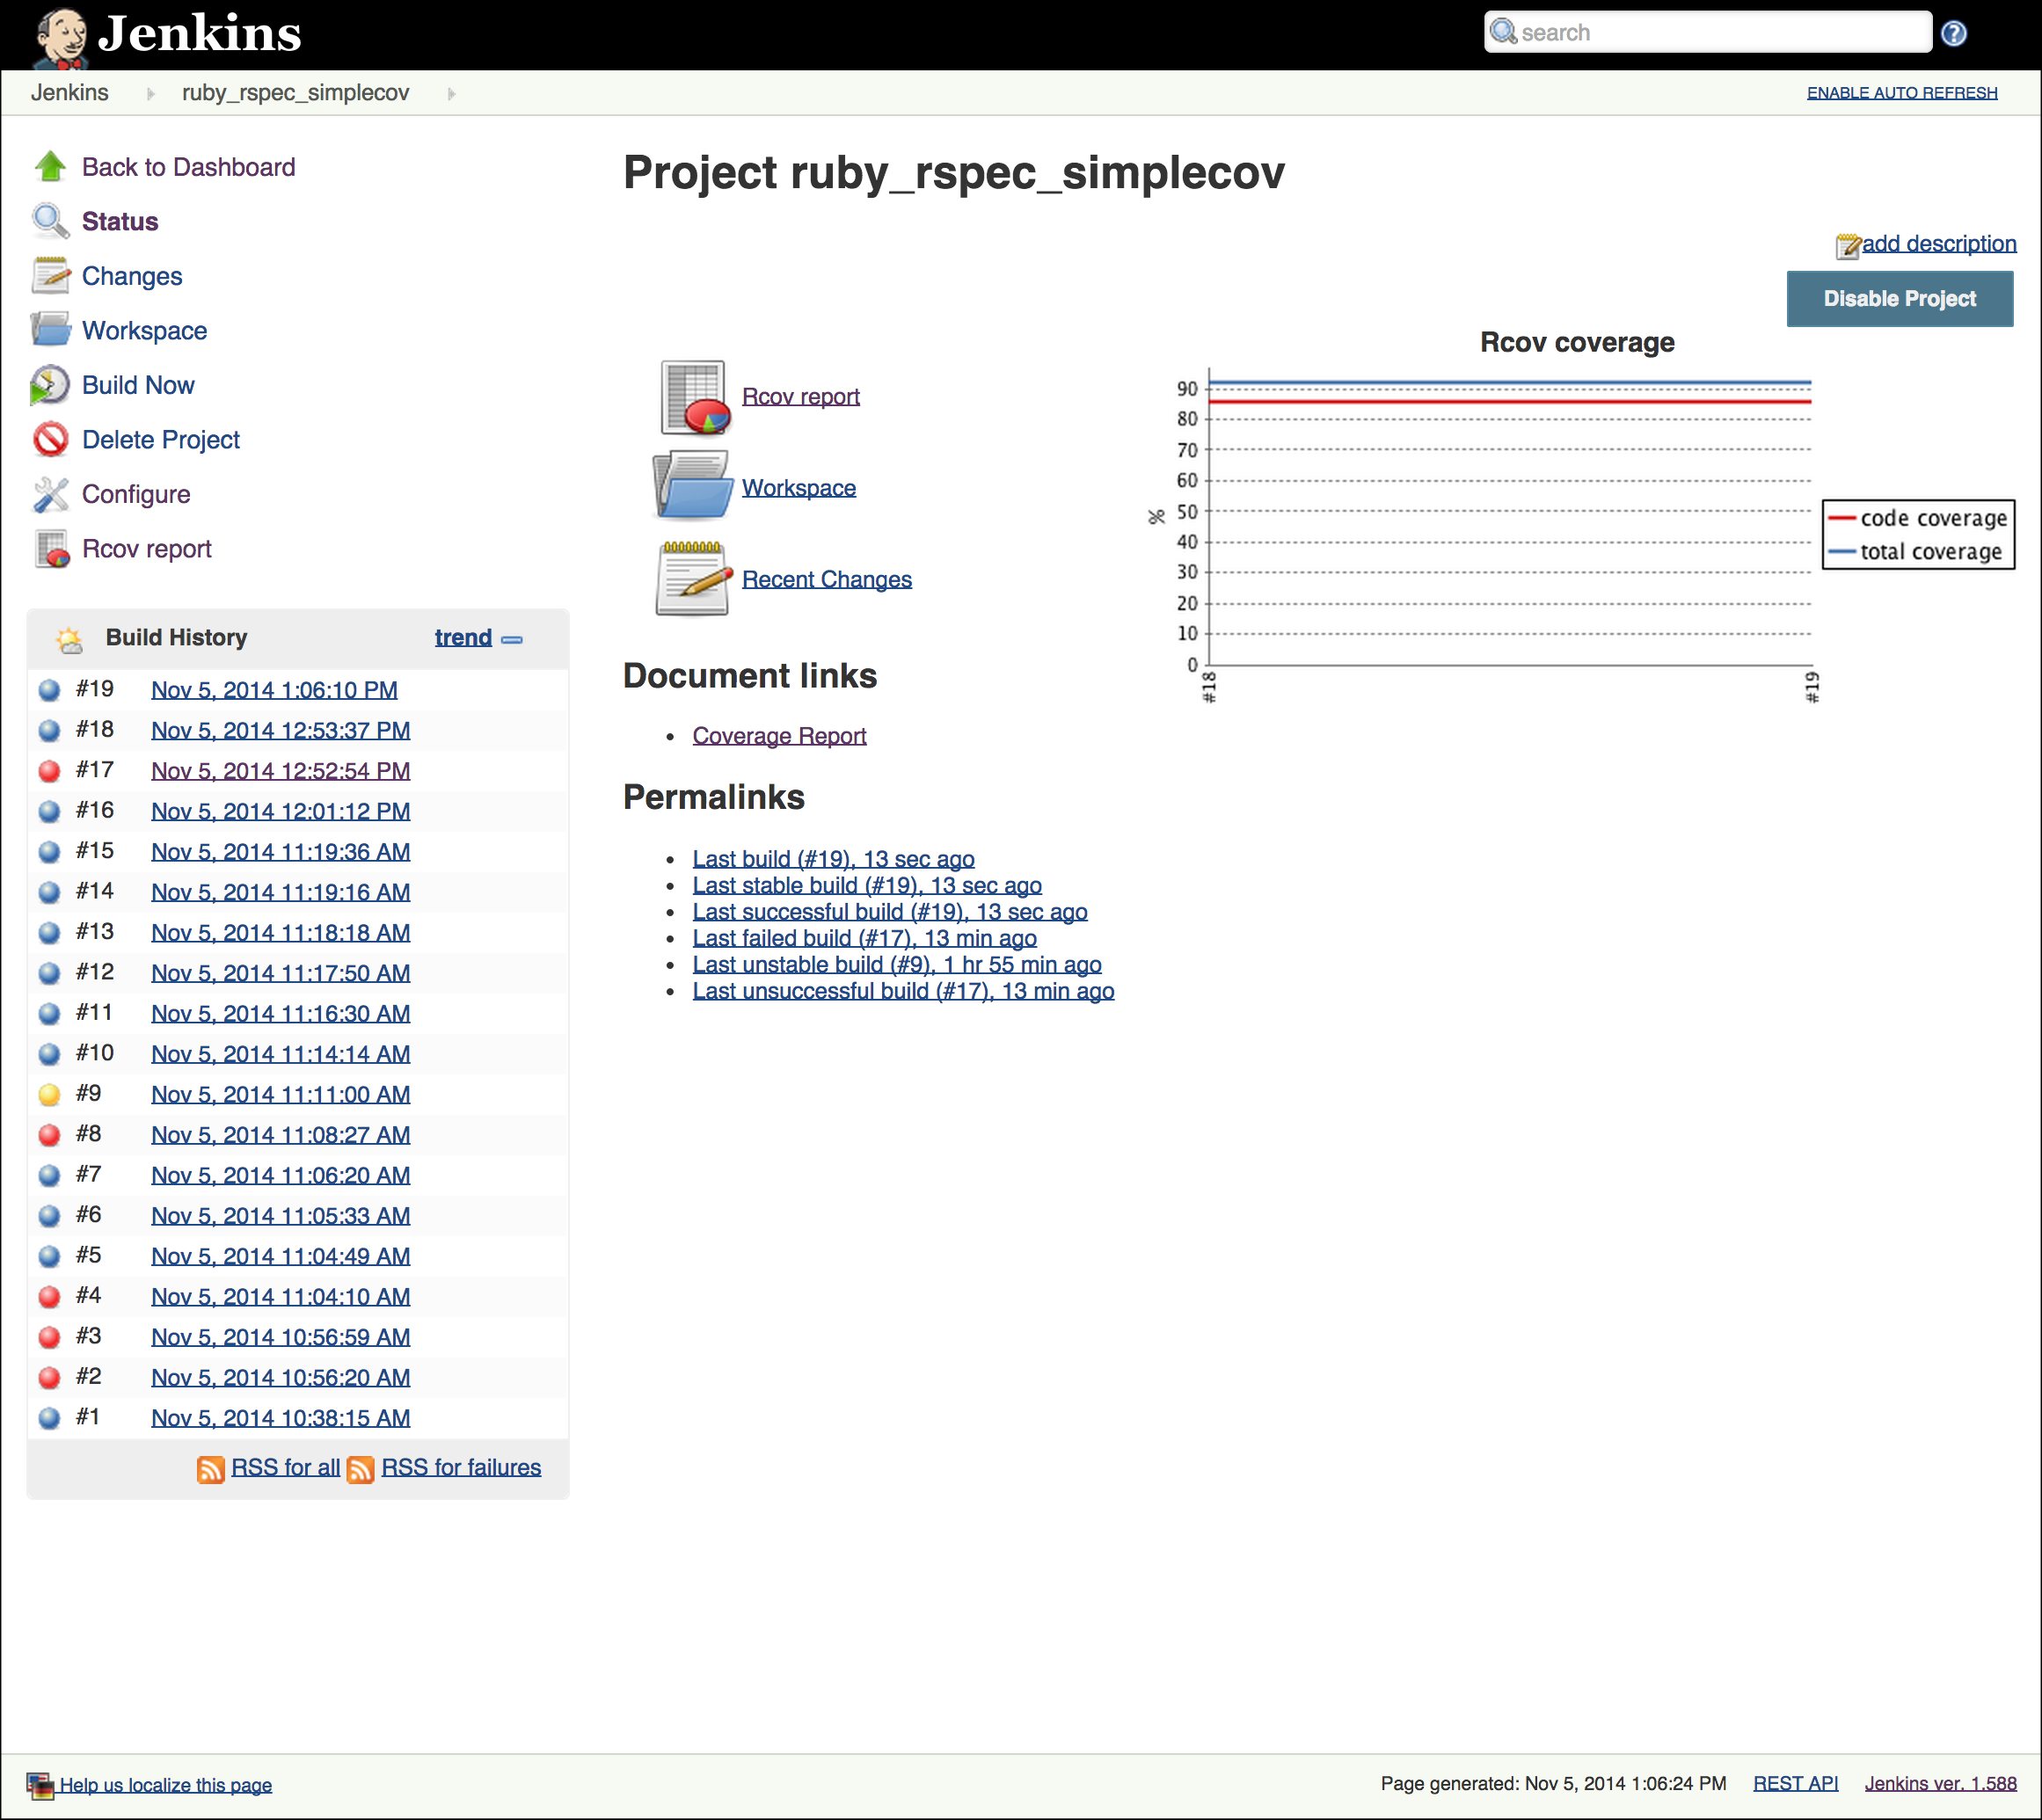 Jenkins
search
Jenkins ruby_rspec_simplecov ENABLE AUTO REFRESH
Back to Dashboard
Status
Changes
Workspace
Build Now
Delete Project
Configure
Rcov report
Build History trend
#19 Nov 5, 2014 1:06:10 PM
#18 Nov 5, 2014 12:53:37 PM
#17 Nov 5, 2014 12:52:54 PM
#16 Nov 5, 2014 12:01:12 PM
#15 Nov 5, 2014 11:19:36 AM
#14 Nov 5, 2014 11:19:16 AM
#13 Nov 5, 2014 11:18:18 AM
#12 Nov 5, 2014 11:17:50 AM
#11 Nov 5, 2014 11:16:30 AM
#10 Nov 5, 2014 11:14:14 AM
#9 Nov 5, 2014 11:11:00 AM
#8 Nov 5, 2014 11:08:27 AM
#7 Nov 5, 2014 11:06:20 AM
#6 Nov 5, 2014 11:05:33 AM
#5 Nov 5, 2014 11:04:49 AM
#4 Nov 5, 2014 11:04:10 AM
#3 Nov 5, 2014 10:56:59 AM
#2 Nov 5, 2014 10:56:20 AM
#1 Nov 5, 2014 10:38:15 AM
RSS for all RSS for failures
Project ruby_rspec_simplecov
add description
Disable Project
Rcov report
Workspace
Recent Changes
Rcov coverage
90
80
70
60
50
40
30
20
10
0
%
#18
#19
code coverage
total coverage
Document links
Coverage Report
Permalinks
Last build (#19), 13 sec ago
Last stable build (#19), 13 sec ago
Last successful build (#19), 13 sec ago
Last failed build (#17), 13 min ago
Last unstable build (#9), 1 hr 55 min ago
Last unsuccessful build (#17), 13 min ago
Help us localize this page
Page generated: Nov 5, 2014 1:06:24 PM REST API Jenkins ver. 1.588